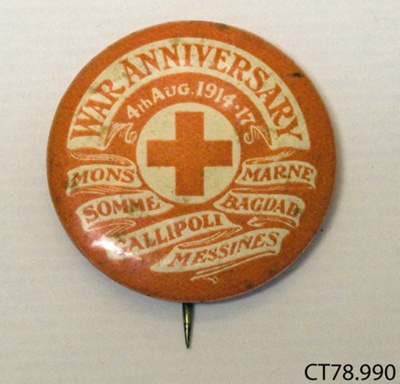 WAR ANNIVERSARY
4th AUG. 1914-17
MONS MARNE
SOMME BAGDAD
GALLIPOLI
MESSINES
CT78.990